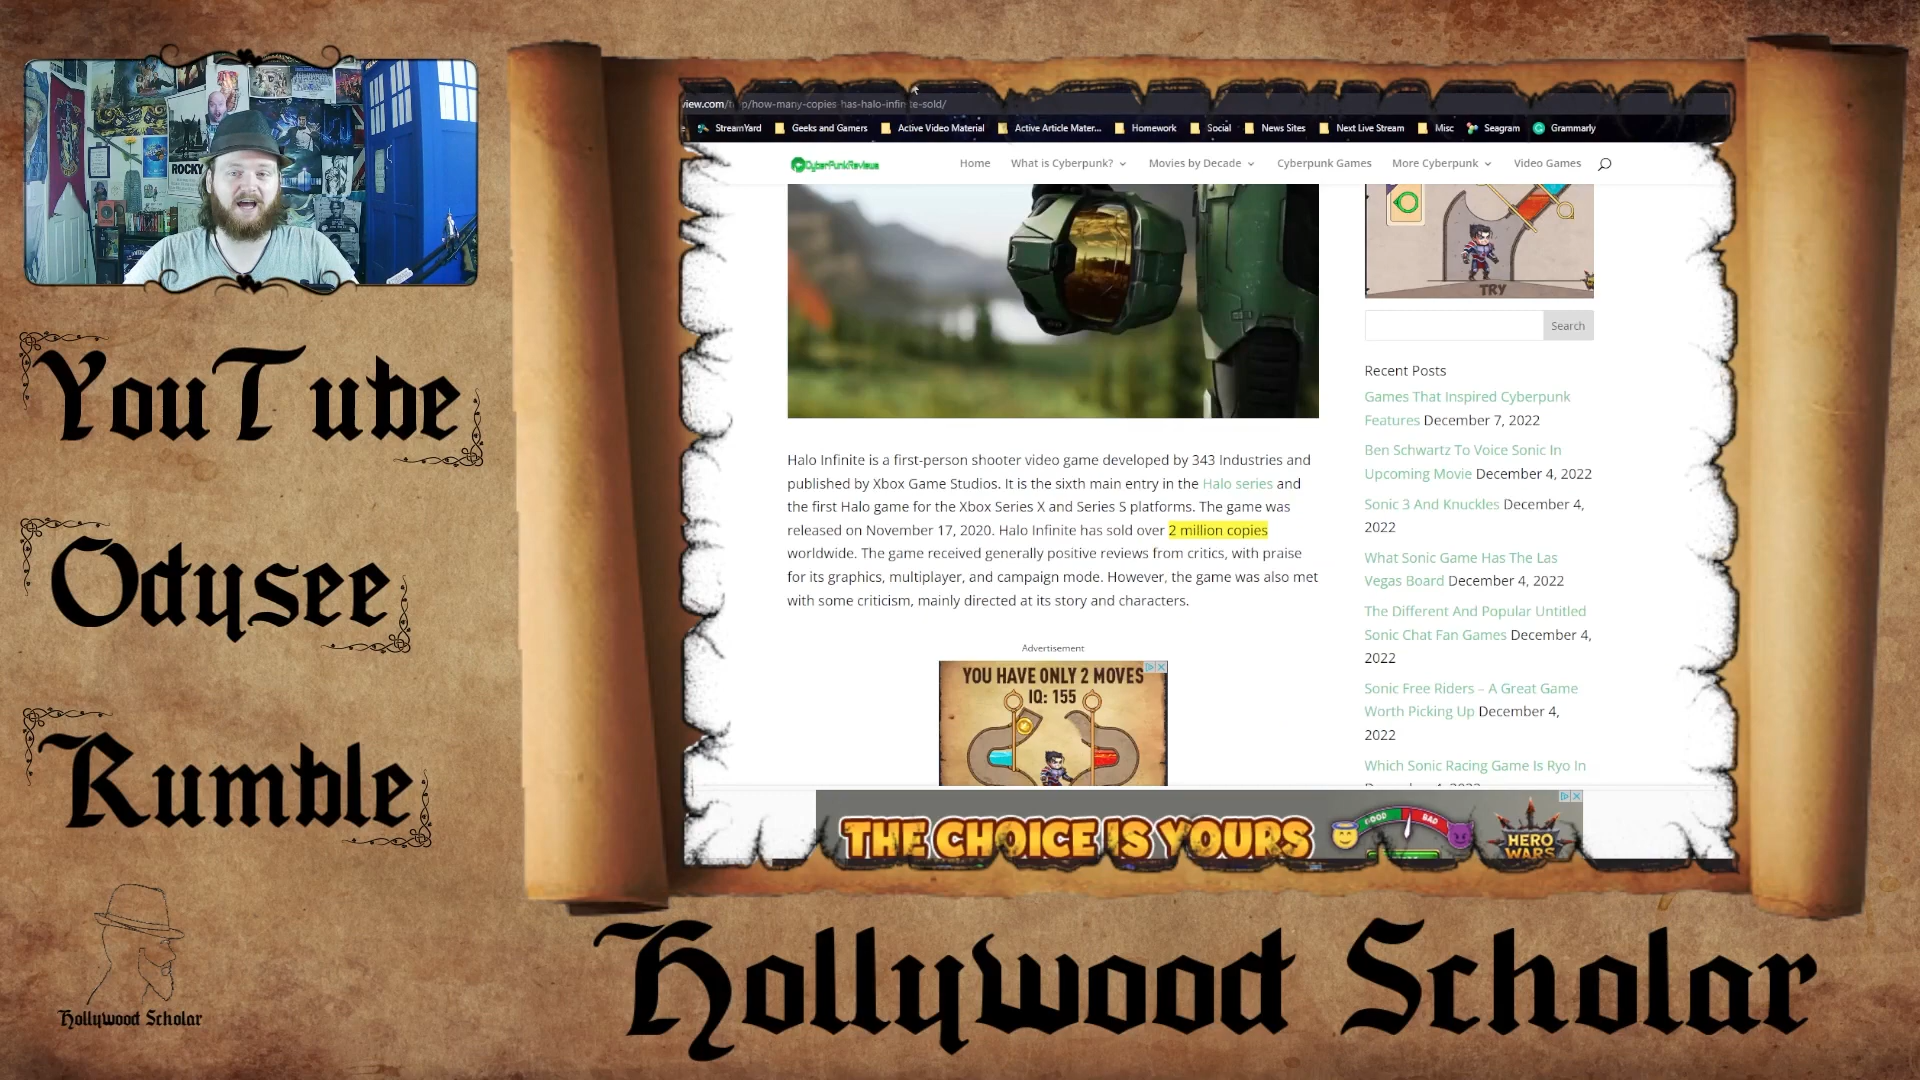 ROCKY
YouTube
Odysee
Rumble
Hollywood Scholar
how-many-copies-has-halo-infinite-sold/
StreamYard Geeks and Gamers Active Video Material Active Article Mater... Homework Social News Sites Next Live Stream Misc Seagram Grammarly
CyberPunkReviews Home What is Cyberpunk? Movies by Decade Cyberpunk Games More Cyberpunk Video Games
Halo Infinite is a first-person shooter video game developed by 343 Industries and
published by Xbox Game Studios. It is the sixth main entry in the Halo series and
the first Halo game for the Xbox Series X and Series S platforms. The game was
released on November 17, 2020. Halo Infinite has sold over 2 million copies
worldwide. The game received generally positive reviews from critics, with praise
for its graphics, multiplayer, and campaign mode. However, the game was also met
with some criticism, mainly directed at its story and characters.
Advertisement
YOU HAVE ONLY 2 MOVES
IQ: 155
TRY
Search
Recent Posts
Games That Inspired Cyberpunk
Features December 7, 2022
Ben Schwartz To Voice Sonic In
Upcoming Movie December 4, 2022
Sonic 3 And Knuckles December 4,
2022
What Sonic Game Has The Las
Vegas Board December 4, 2022
The Different And Popular Untitled
Sonic Chat Fan Games December 4,
2022
Sonic Free Riders – A Great Game
Worth Picking Up December 4,
2022
Which Sonic Racing Game Is Ryo In
THE CHOICE IS YOURS GOOD BAD HERO
WARS
Hollywood Scholar